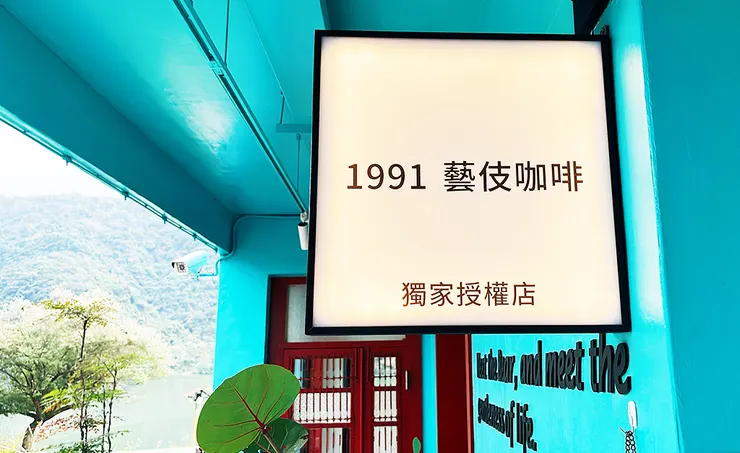 1991 藝伎咖啡
獨家授權店
the Door, and meet the
of life.